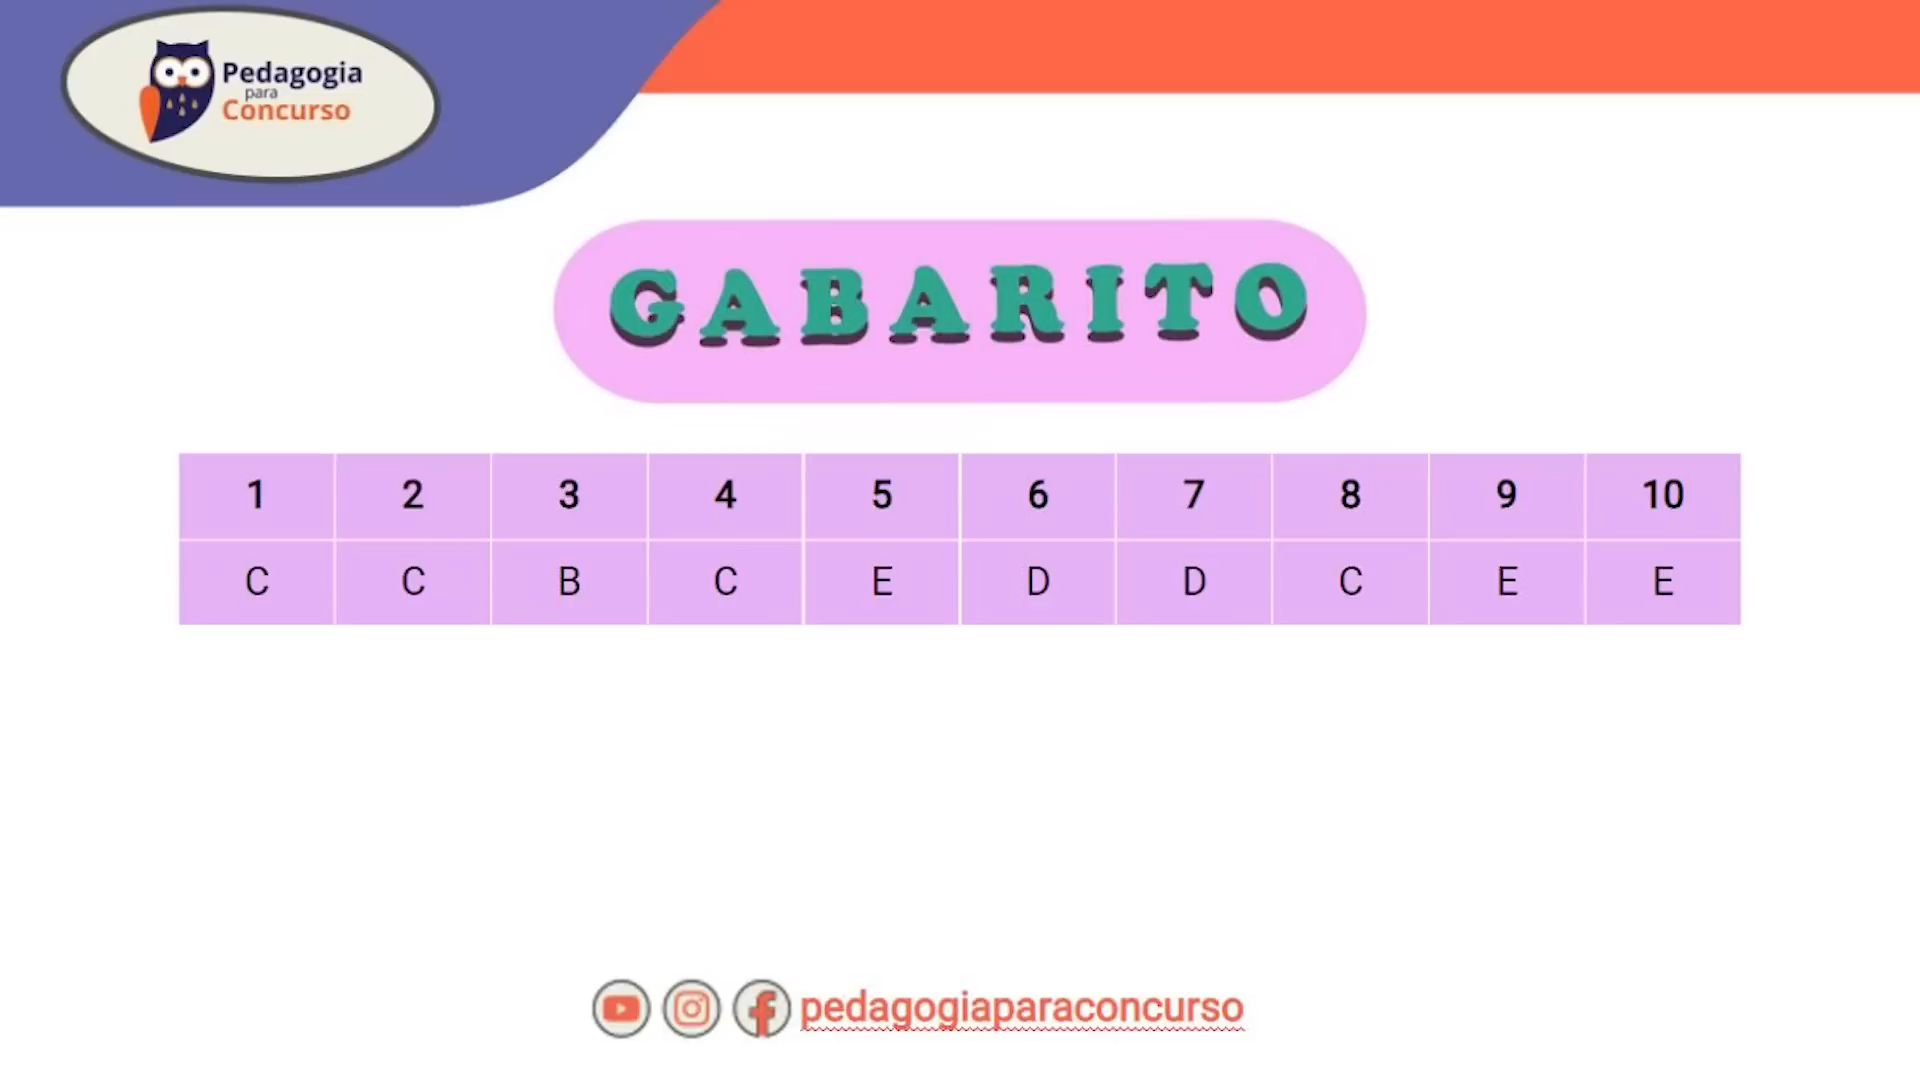 Pedagogia
para
Concurso
GABARITO
1 2 3 4 5 6 7 8 9 10
C C B C E D D C E E
pedagogiaparaconcurso